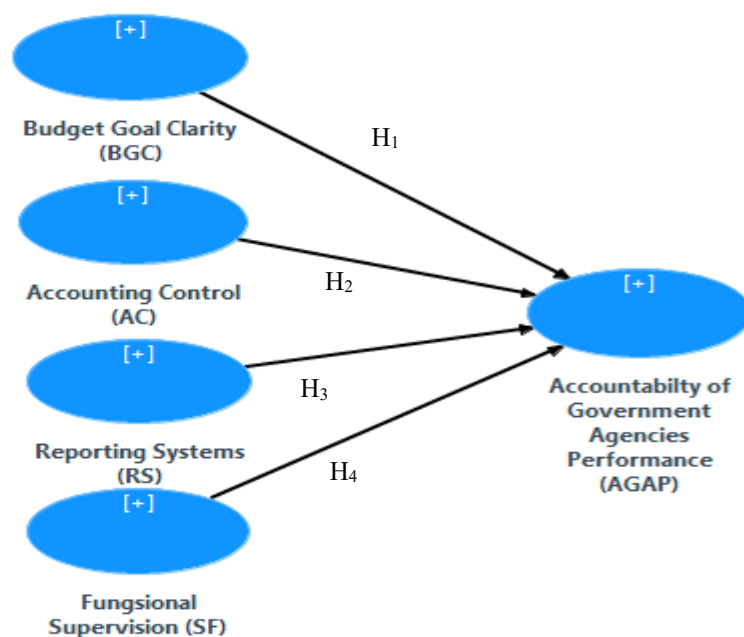 [+]
Budget Goal Clarity
(BGC)
H1
[+]
Accounting Control
(AC)
H2
[+]
Reporting Systems
(RS)
H3
[+]
Fungsional
Supervision (SF)
H4
[+]
Accountabilty of
Government
Agencies
Performance
(AGAP)